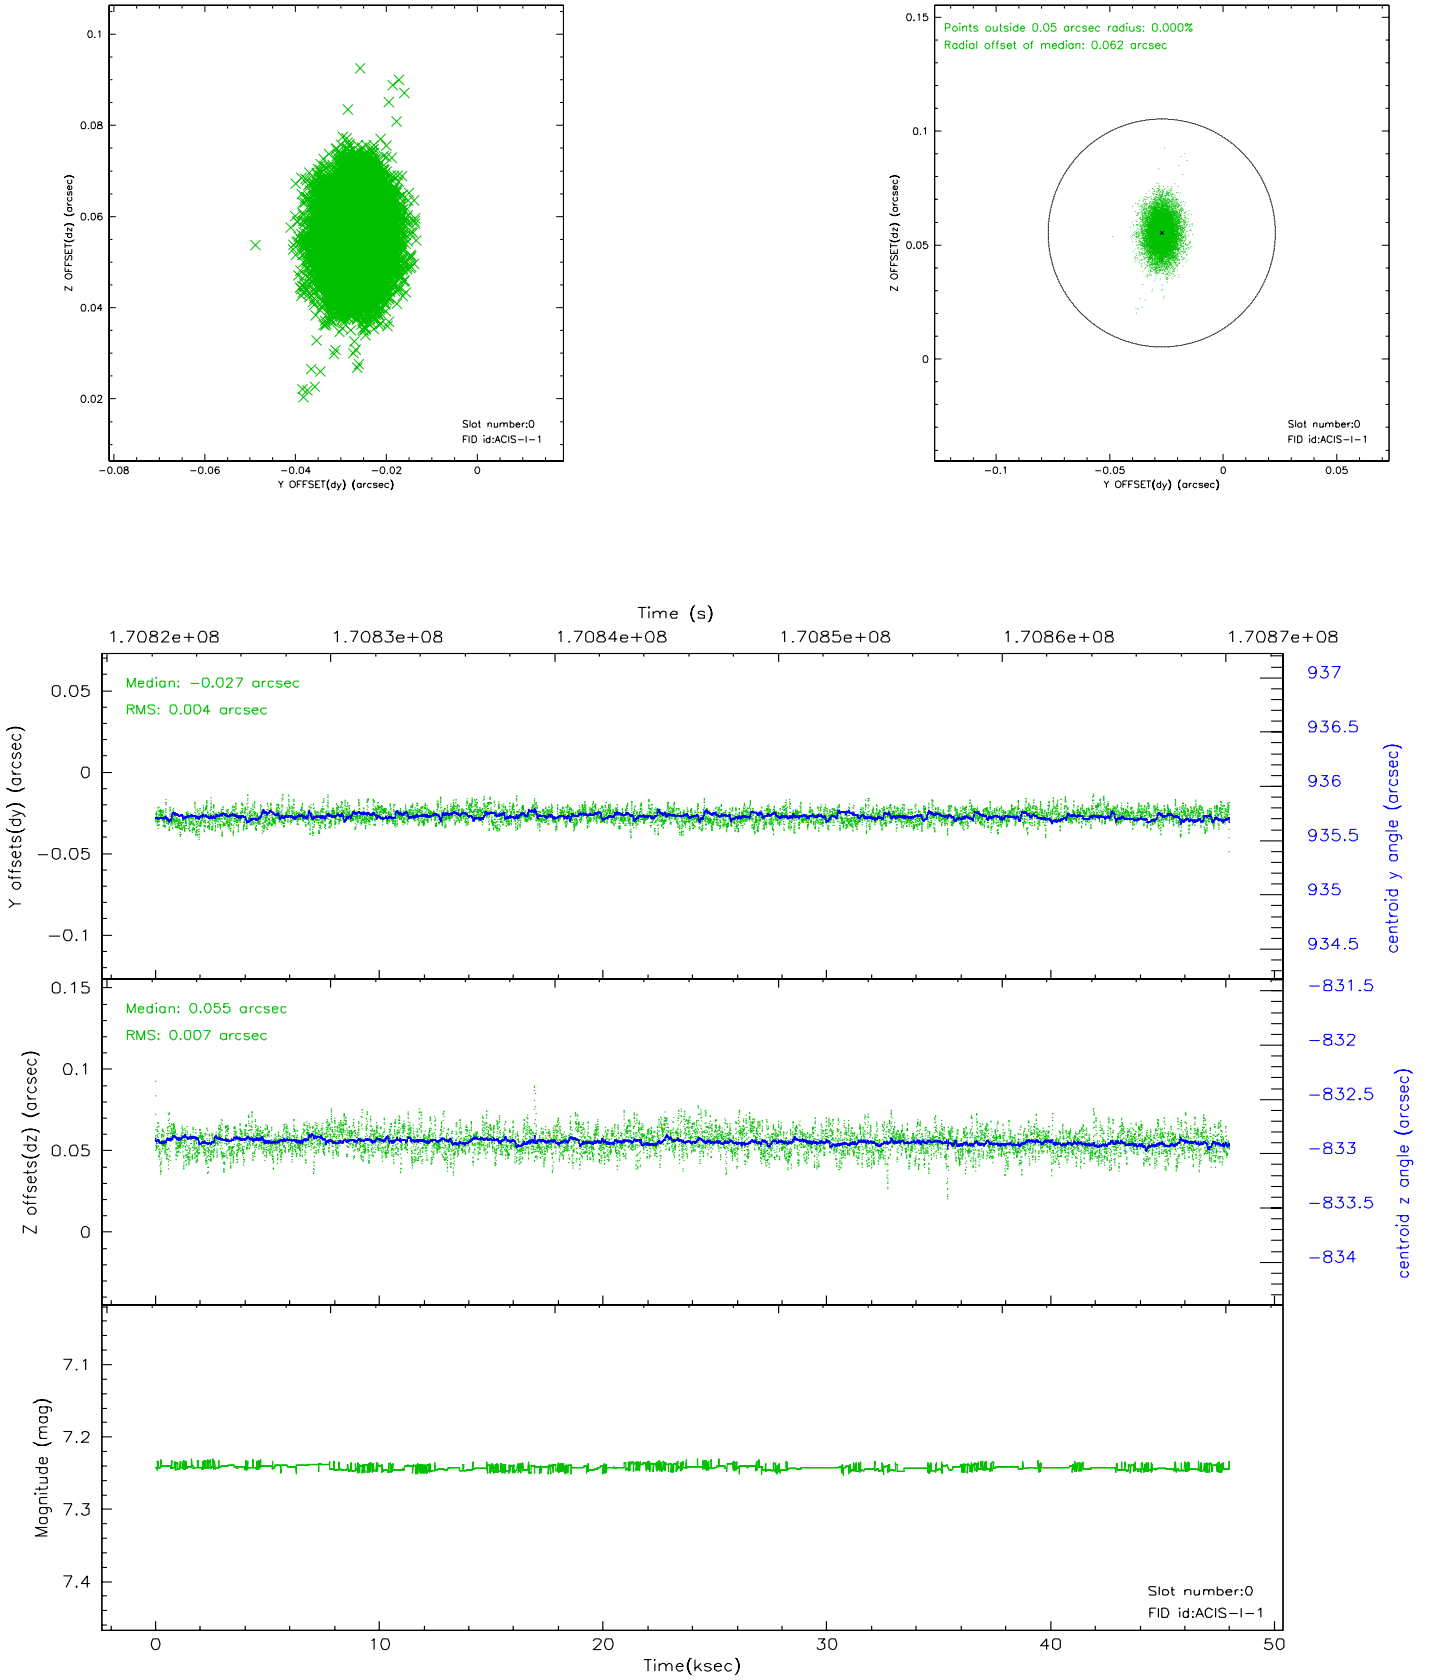 0.1
0.08
0.06
0.04
0.02
Z OFFSET(dz) (arcsec)
-0.08 -0.06 -0.04 -0.02 0
Y OFFSET(dy) (arcsec)
Slot number:0
FID id:ACIS-I-1
Points outside 0.05 arcsec radius: 0.000%
Radial offset of median: 0.062 arcsec
0.15
0.1
0.05
0
Z OFFSET(dz) (arcsec)
-0.1 -0.05 0 0.05
Y OFFSET(dy) (arcsec)
Slot number:0
FID id:ACIS-I-1
Time (s)
1.7082e+08 1.7083e+08 1.7084e+08 1.7085e+08 1.7086e+08 1.7087e+08
Median: -0.027 arcsec
RMS: 0.004 arcsec
0.05
0
-0.05
-0.1
Y offsets(dy) (arcsec)
937
936.5
936
935.5
935
934.5
centroid y angle (arcsec)
Median: 0.055 arcsec
RMS: 0.007 arcsec
0.15
0.1
0.05
0
Z offsets(dz) (arcsec)
-831.5
-832
-832.5
-833
-833.5
-834
centroid z angle (arcsec)
7.1
7.2
7.3
7.4
Magnitude (mag)
Slot number:0
FID id:ACIS-I-1
0 10 20 30 40 50
Time(ksec)